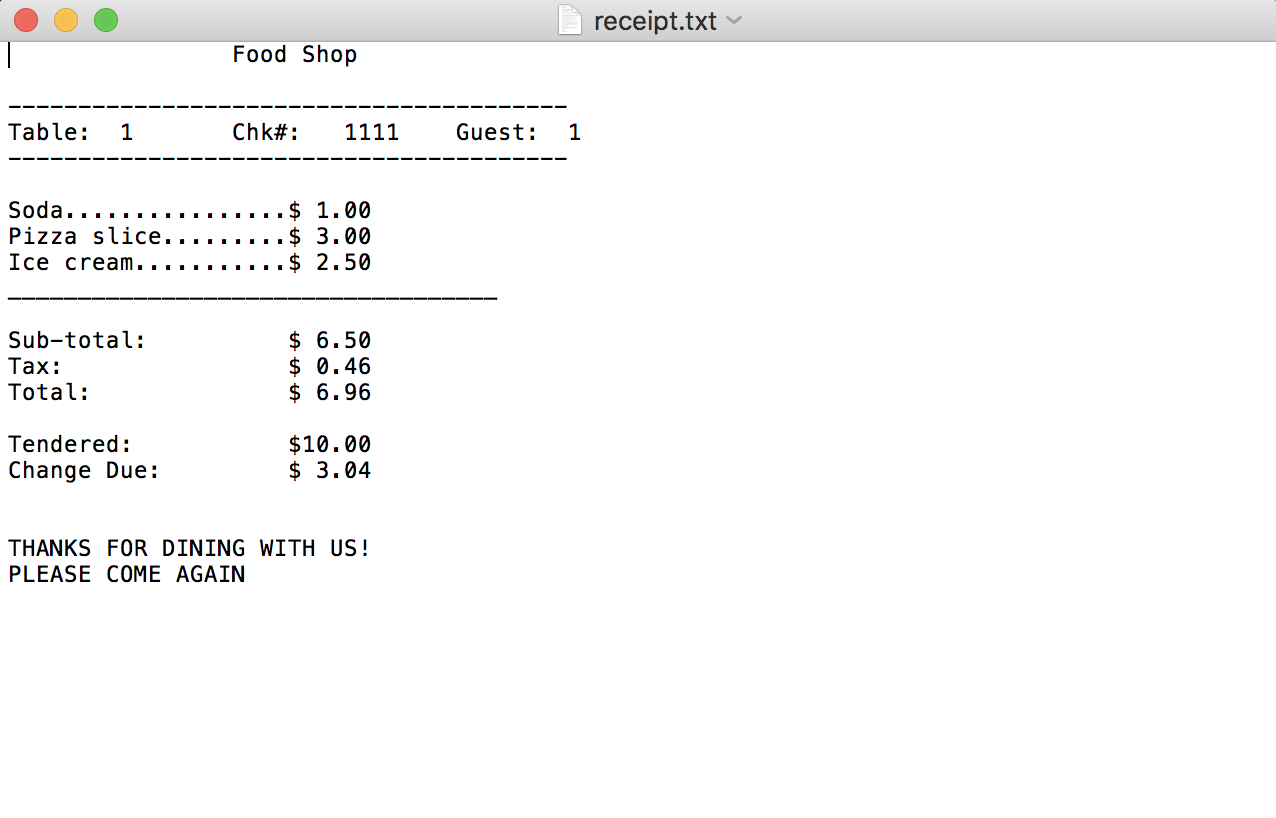 receipt.txt
Food Shop
----------------------------------------
Table:  1       Chk#:   1111    Guest:  1
----------------------------------------
Soda................$ 1.00
Pizza slice.........$ 3.00
Ice cream...........$ 2.50
___________________________________
Sub-total:          $ 6.50
Tax:                $ 0.46
Total:              $ 6.96
Tendered:           $10.00
Change Due:         $ 3.04
THANKS FOR DINING WITH US!
PLEASE COME AGAIN